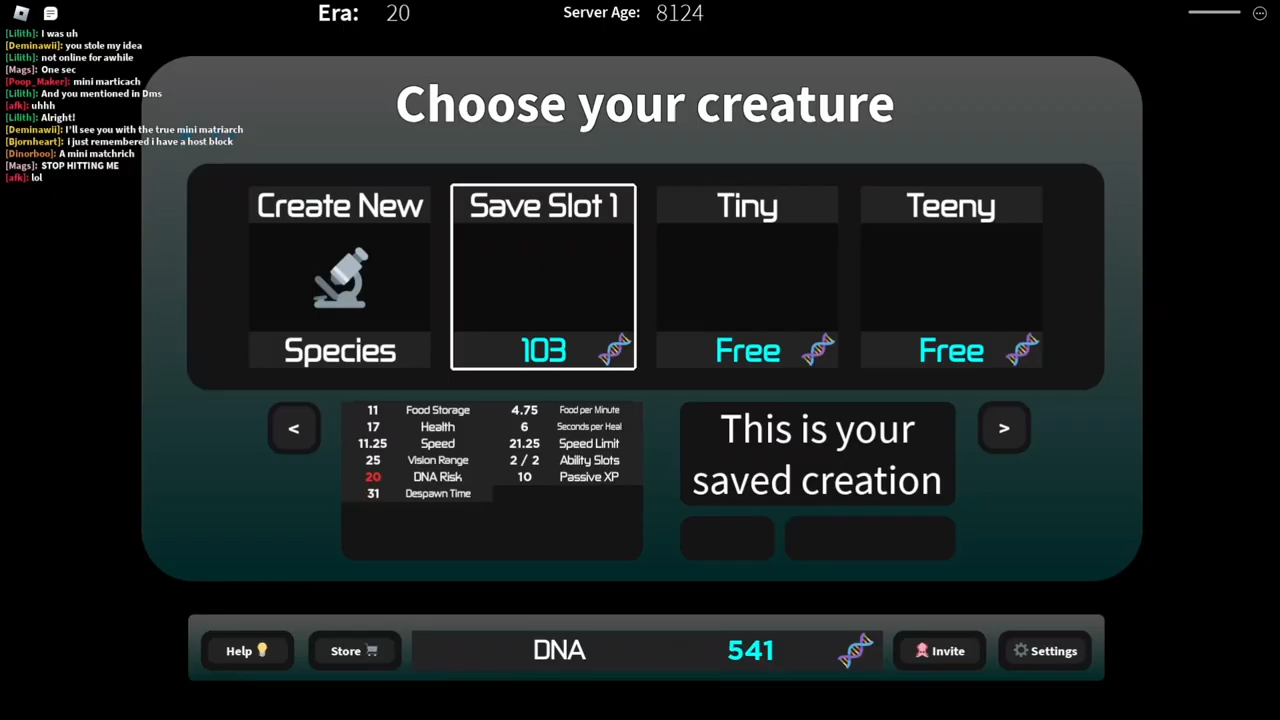 Era: 20 Server Age: 8124
[Lilith]: I was uh
[Deminawii]: you stole my idea
[Lilith]: not online for awhile
[Mags]: One sec
[Poop_Maker]: mini marticach
[Lilith]: And you mentioned in Dms
[afk]: uhhh
[Lilith]: Alright!
[Deminawii]: I'll see you with the true mini matriarch
[Bjornheart]: i just remembered i have a host block
[Dinorboo]: A mini matchrich
[Mags]: STOP HITTING ME
[afk]: lol
Choose your creature
Create New
Species
Save Slot 1
103
Tiny
Free
Teeny
Free
<
11 Food Storage 4.75 Food per Minute
17 Health 6 Seconds per Heal
11.25 Speed 21.25 Speed Limit
25 Vision Range 2 / 2 Ability Slots
20 DNA Risk 10 Passive XP
31 Despawn Time
This is your
saved creation
>
Help Store DNA 541 Invite Settings